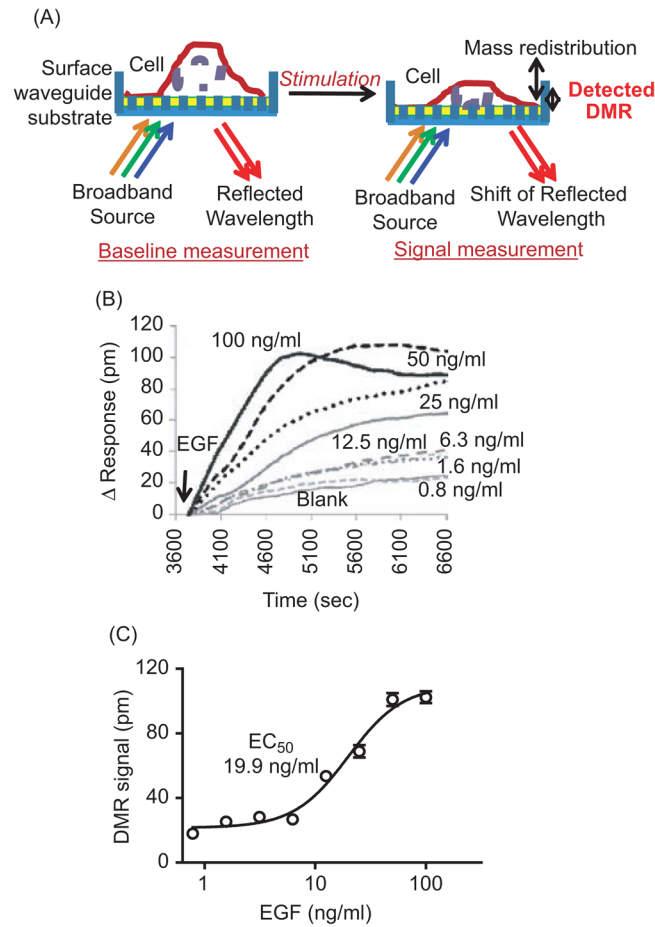 (A)
Cell
Surface
waveguide
substrate
Stimulation
Cell
Mass redistribution
Detected
DMR
Broadband
Source
Reflected
Wavelength
Baseline measurement
Broadband
Source
Shift of Reflected
Wavelength
Signal measurement
(B)
Δ Response (pm)
120
100
80
60
40
20
0
EGF
100 ng/ml
50 ng/ml
25 ng/ml
12.5 ng/ml
6.3 ng/ml
1.6 ng/ml
0.8 ng/ml
Blank
3600
4100
4600
5100
5600
6100
6600
Time (sec)
(C)
DMR signal (pm)
120
80
40
0
EC50
19.9 ng/ml
1
10
100
EGF (ng/ml)